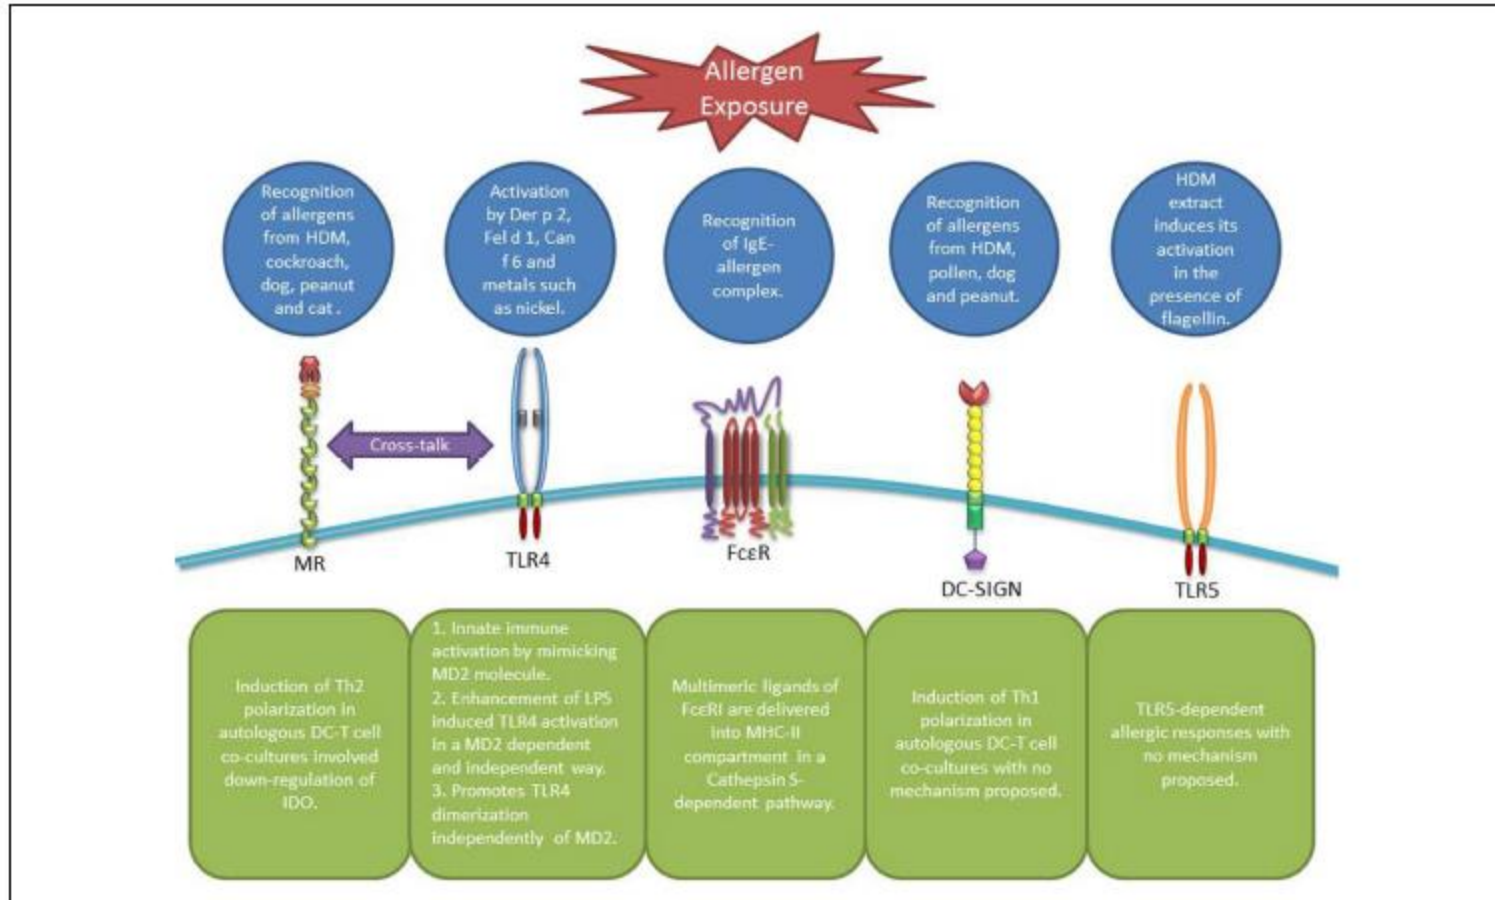 Allergen
Exposure
Recognition
of allergens
from HDM,
cockroach,
dog, peanut
and cat.
Activation
by Der p 2,
Fel d 1, Can
f 6 and
metals such
as nickel.
Recognition
of IgE-
allergen
complex.
Recognition
of allergens
from HDM,
pollen, dog
and peanut.
HDM
extract
induces its
activation
in the
presence of
flagellin.
Cross-talk
MR
TLR4
FcεR
DC-SIGN
TLR5
Induction of Th2
polarization in
autologous DC-T cell
co-cultures involved
down-regulation of
IDO.
1. Innate immune
activation by mimicking
MD2 molecule.
2. Enhancement of LPS
induced TLR4 activation
in a MD2 dependent
and independent way.
3. Promotes TLR4
dimerization
independently of MD2.
Multimeric ligands of
FcεRI are delivered
into MHC-II
compartment in a
Cathepsin S-
dependent pathway.
Induction of Th1
polarization in
autologous DC-T cell
co-cultures with no
mechanism proposed.
TLR5-dependent
allergic responses with
no mechanism
proposed.